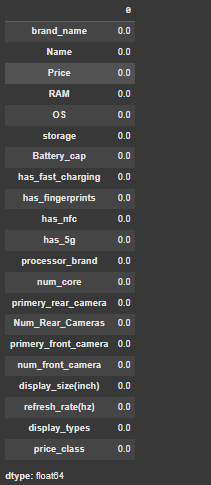 0
brand_name 0.0
Name 0.0
Price 0.0
RAM 0.0
OS 0.0
storage 0.0
Battery_cap 0.0
has_fast_charging 0.0
has_fingerprints 0.0
has_nfc 0.0
has_5g 0.0
processor_brand 0.0
num_core 0.0
primery_rear_camera 0.0
Num_Rear_Cameras 0.0
primery_front_camera 0.0
num_front_camera 0.0
display_size(inch) 0.0
refresh_rate(hz) 0.0
display_types 0.0
price_class 0.0
dtype: float64